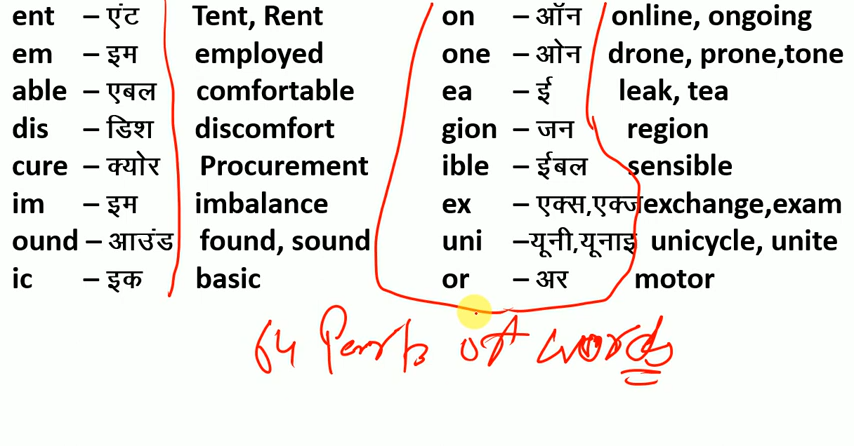 ent – एंट Tent, Rent on – ऑन online, ongoing
em – इम employed one – ओन drone, prone,tone
able – एबल comfortable ea – ई leak, tea
dis – डिश discomfort gion – जन region
cure – क्योर Procurement ible – ईबल sensible
im – इम imbalance ex – एक्स,एक्ज exchange,exam
ound – आउंड found, sound uni –यूनी,यूनाइ unicycle, unite
ic – इक basic or – अर motor
64 Parts of words